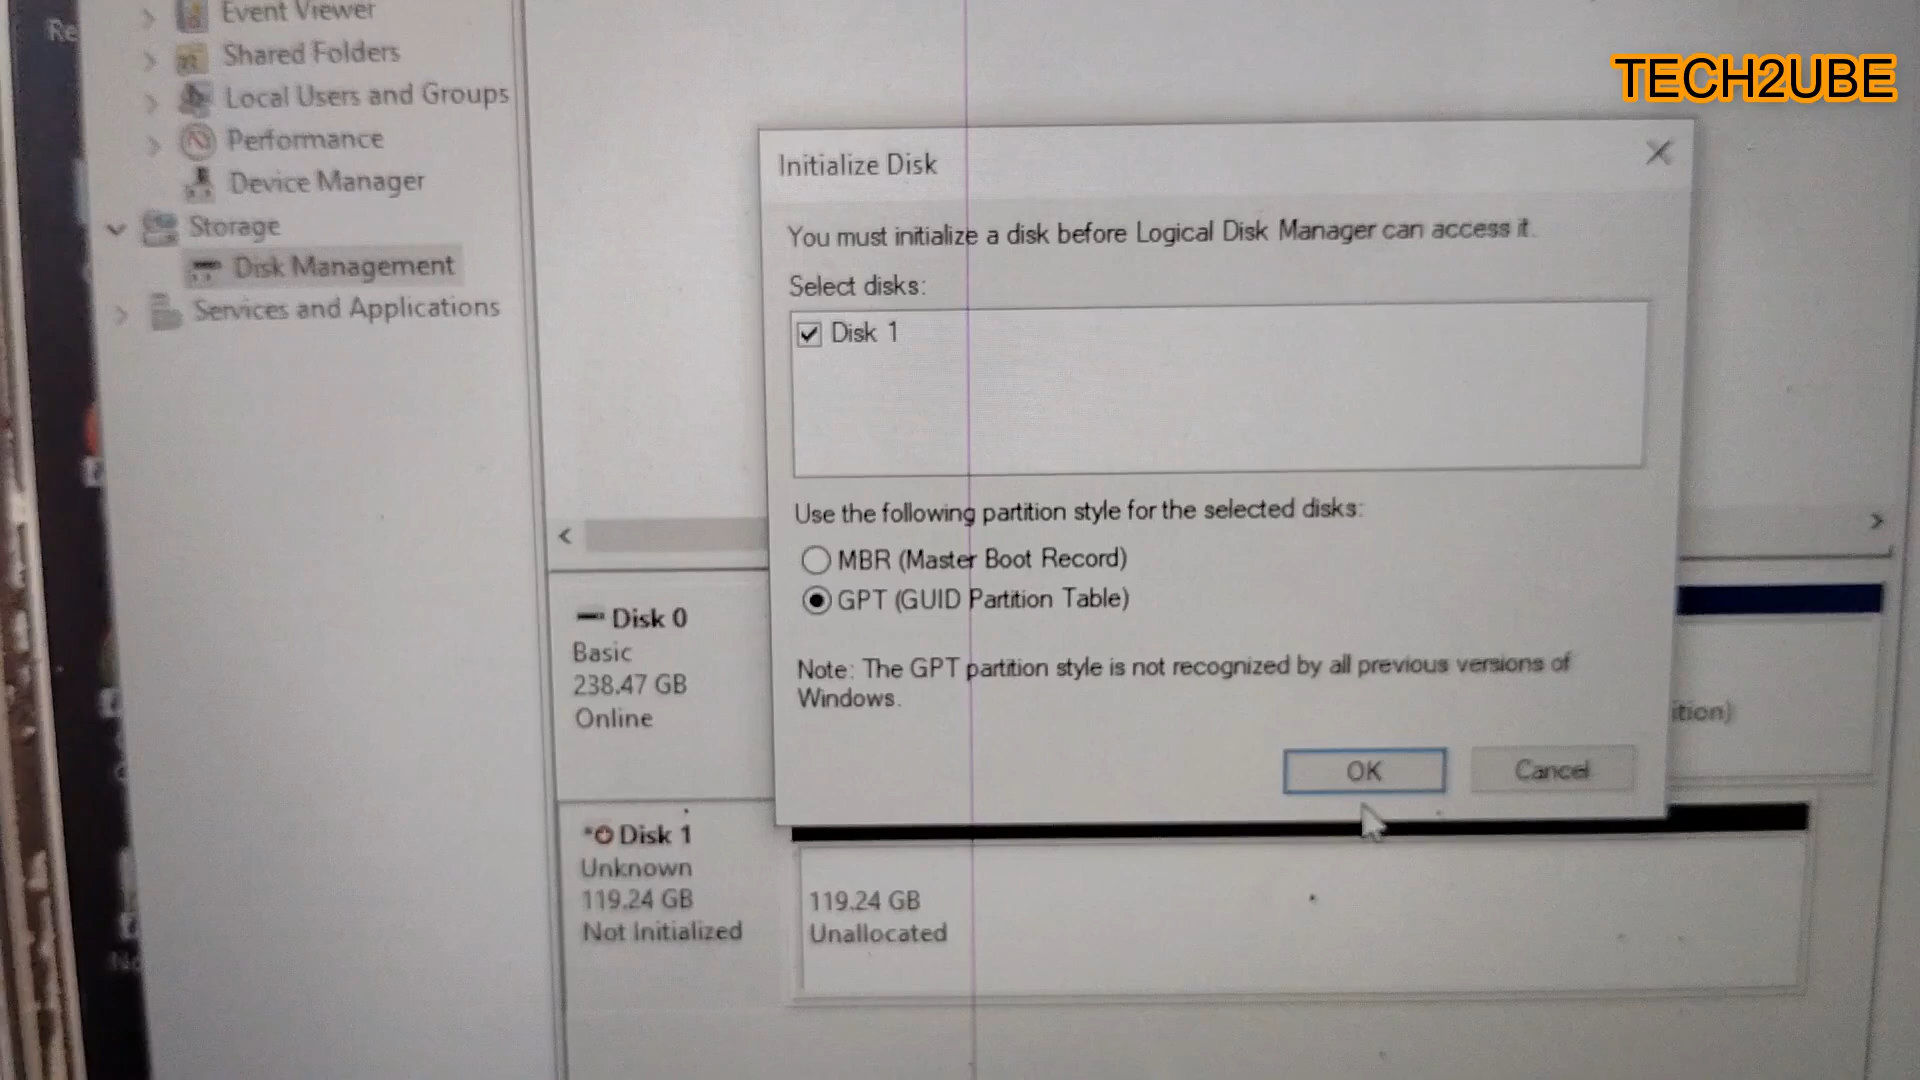 Re
Event Viewer
Shared Folders
Local Users and Groups
Performance
Device Manager
Storage
Disk Management
Services and Applications
TECH2UBE
Initialize Disk
You must initialize a disk before Logical Disk Manager can access it.
Select disks:
Disk 1
Use the following partition style for the selected disks:
MBR (Master Boot Record)
GPT (GUID Partition Table)
Note: The GPT partition style is not recognized by all previous versions of
Windows.
OK
Cancel
Disk 0
Basic
238.47 GB
Online
ition)
Disk 1
Unknown
119.24 GB
Not Initialized
119.24 GB
Unallocated